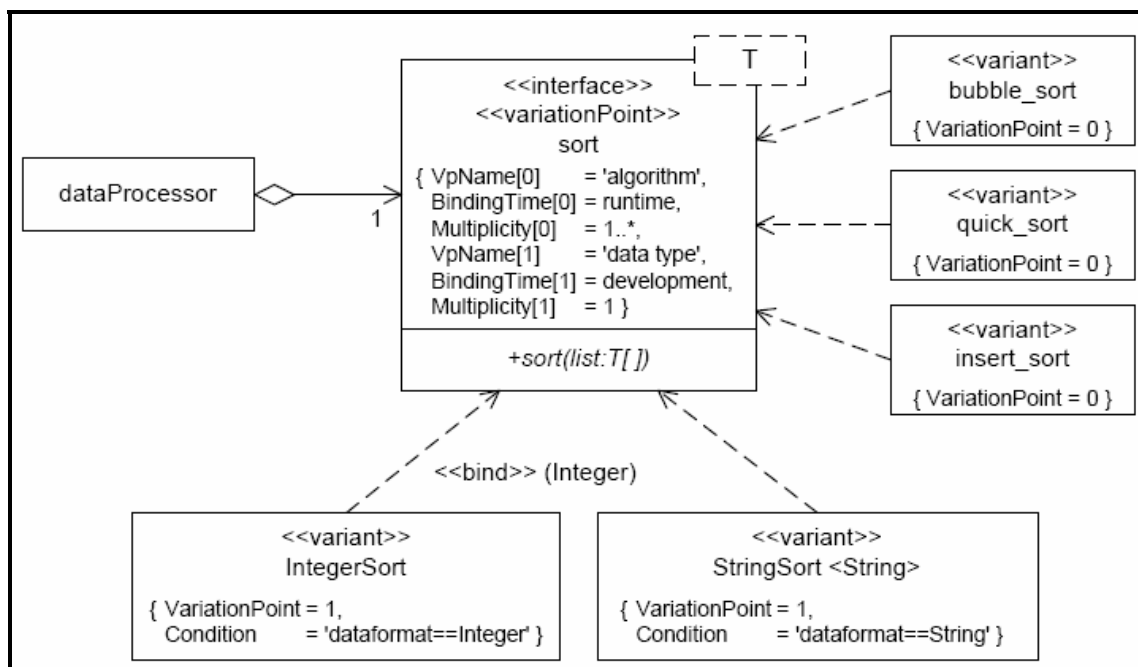 dataProcessor
1
T
<<interface>>
<<variationPoint>>
sort
{ VpName[0] = 'algorithm',
BindingTime[0] = runtime,
Multiplicity[0] = 1..*,
VpName[1] = 'data type',
BindingTime[1] = development,
Multiplicity[1] = 1 }
+sort(list:T[ ])
<<variant>>
bubble_sort
{ VariationPoint = 0 }
<<variant>>
quick_sort
{ VariationPoint = 0 }
<<variant>>
insert_sort
{ VariationPoint = 0 }
<<bind>> (Integer)
<<variant>>
IntegerSort
{ VariationPoint = 1,
Condition = 'dataformat==Integer' }
<<variant>>
StringSort <String>
{ VariationPoint = 1,
Condition = 'dataformat==String' }